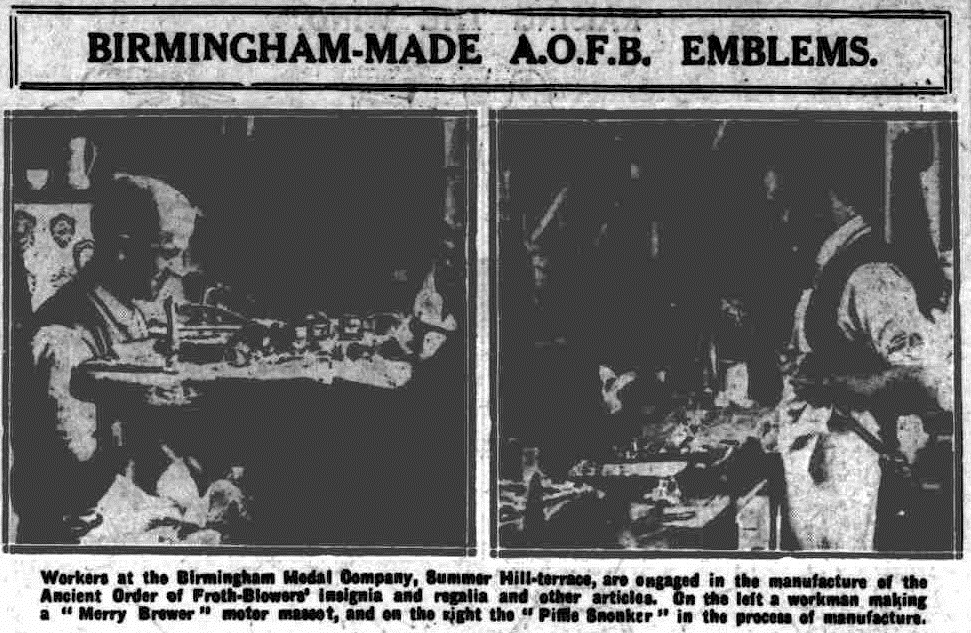 BIRMINGHAM-MADE A.O.F.B. EMBLEMS.
Workers at the Birmingham Medal Company, Summer Hill-terrace, are engaged in the manufacture of the
Ancient Order of Froth-Blowers' insignia and regalia and other articles. On the left a workman making
a "Merry Brewer" motor mascot, and on the right the "Piffle Snonker" in the process of manufacture.